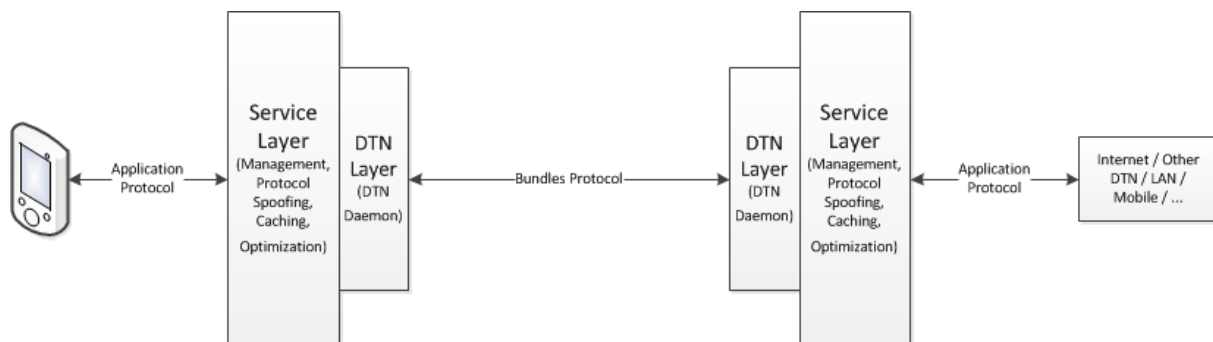 Application
Protocol
Service
Layer
(Management,
Protocol
Spoofing,
Caching,
Optimization)
DTN
Layer
(DTN
Daemon)
Bundles Protocol
DTN
Layer
(DTN
Daemon)
Service
Layer
(Management,
Protocol
Spoofing,
Caching,
Optimization)
Application
Protocol
Internet / Other
DTN / LAN /
Mobile / ...